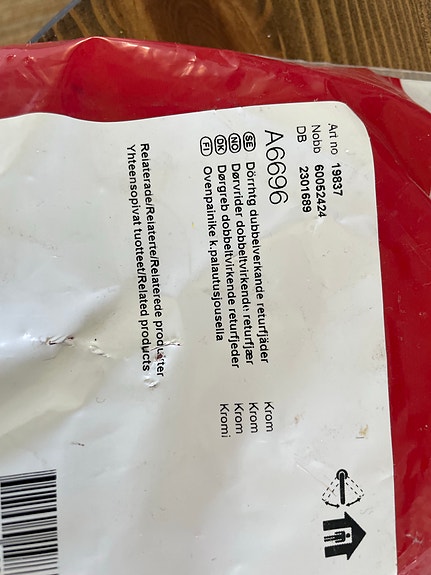 Art no 19837
Nobb 60052424
DB 2301689
A6696
SE Dörrhtg dubbelverkande returfjäder Krom
NO Dørvrider dobbeltvirkende returfjær Krom
DK Dørgreb dobbeltvirkende returfjeder Krom
FI Ovenpainike k.palautusjousella Kromi
Relaterade/Relaterte/Relaterede produkter
Yhteensopivat tuotteet/Related products